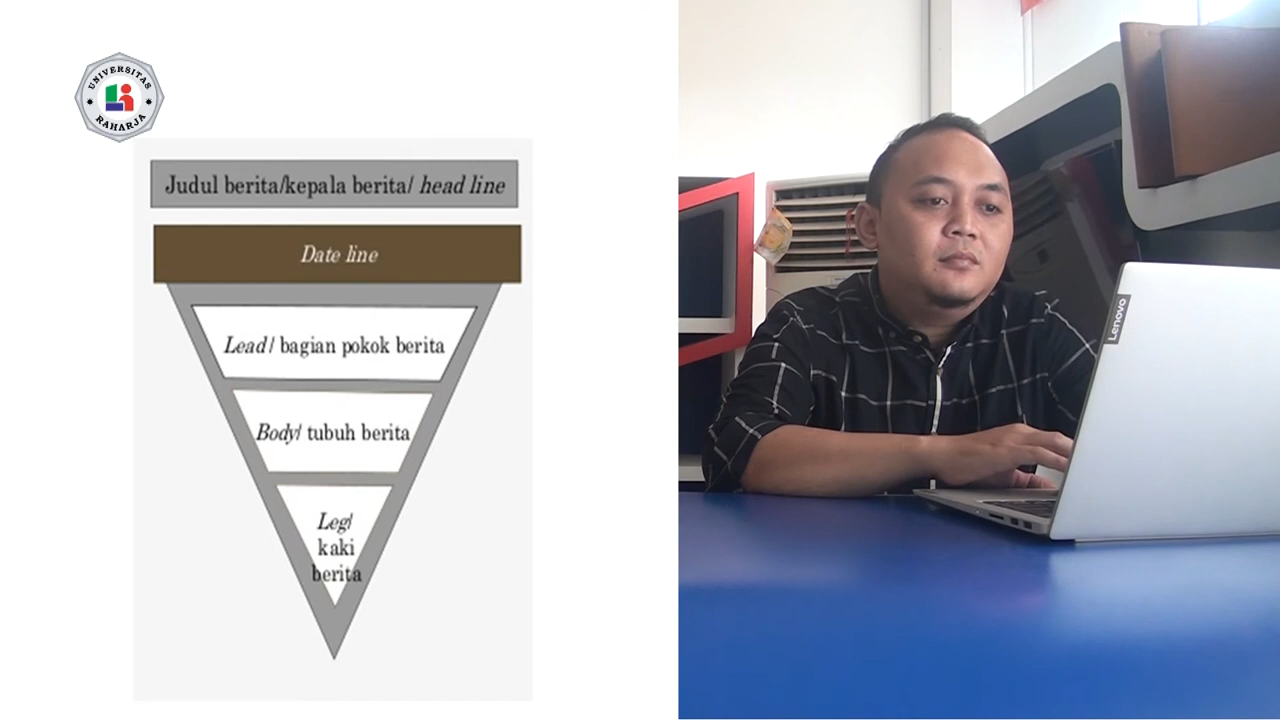 UNIVERSITAS
RAHARJA
Judul berita/kepala berita/ head line
Date line
Lead/ bagian pokok berita
Body/ tubuh berita
Leg/
kaki
berita
Lenovo